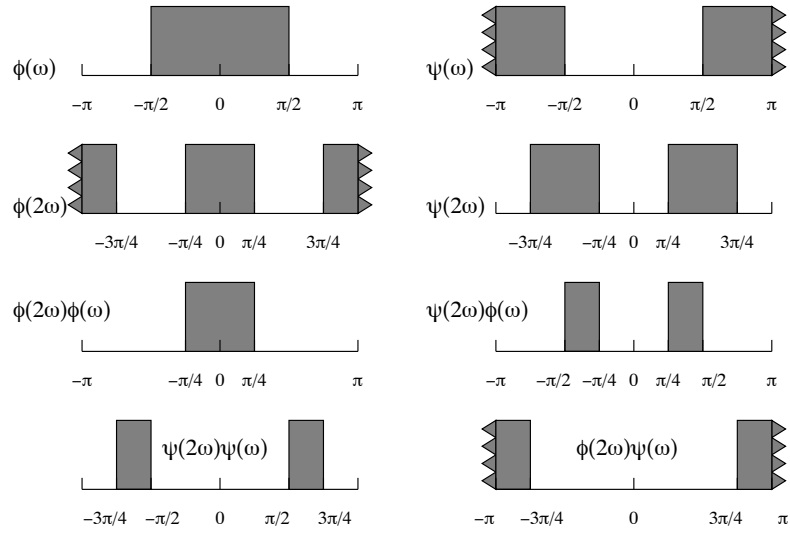 φ(ω)
−π −π/2 0 π/2 π
ψ(ω)
−π −π/2 0 π/2 π
φ(2ω)
−3π/4 −π/4 0 π/4 3π/4
ψ(2ω)
−3π/4 −π/4 0 π/4 3π/4
φ(2ω)φ(ω)
−π −π/4 0 π/4 π
ψ(2ω)φ(ω)
−π −π/2 −π/4 0 π/4 π/2 π
ψ(2ω)ψ(ω)
−3π/4 −π/2 0 π/2 3π/4
φ(2ω)ψ(ω)
−π −3π/4 0 3π/4 π